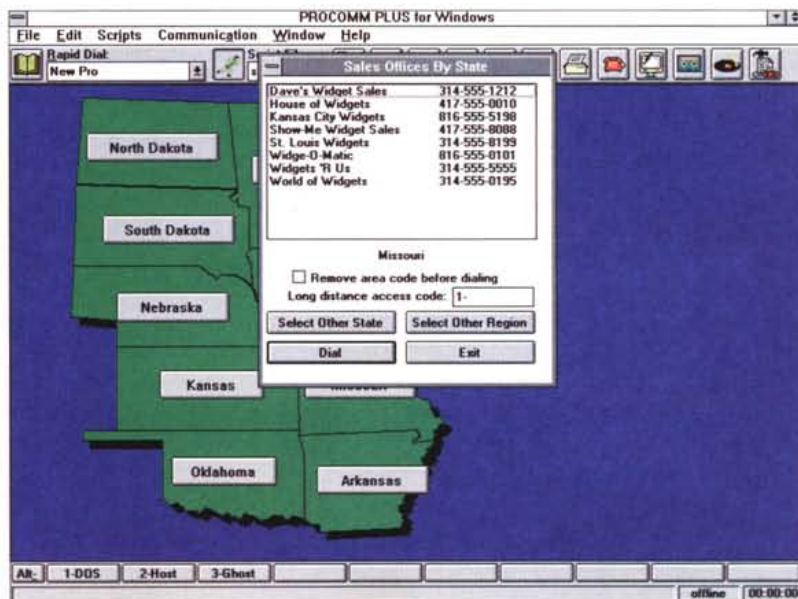 PROCOMM PLUS for Windows
File Edit Scripts Communication Window Help
Rapid Dial:
New Pro
Sales Offices By State
Dave's Widget Sales 314-555-1212
House of Widgets 417-555-0010
Kansas City Widgets 816-555-5198
Show-Me Widget Sales 417-555-8088
St. Louis Widgets 314-555-8199
Widge-O-Matic 816-555-0101
Widgets 'R Us 314-555-5555
World of Widgets 314-555-0195
Missouri
Remove area code before dialing
Long distance access code: 1-
Select Other State Select Other Region
Dial Exit
North Dakota
South Dakota
Nebraska
Kansas
Oklahoma
Arkansas
Alt- 1-DOS 2-Host 3-Ghost
offline 00:00:00